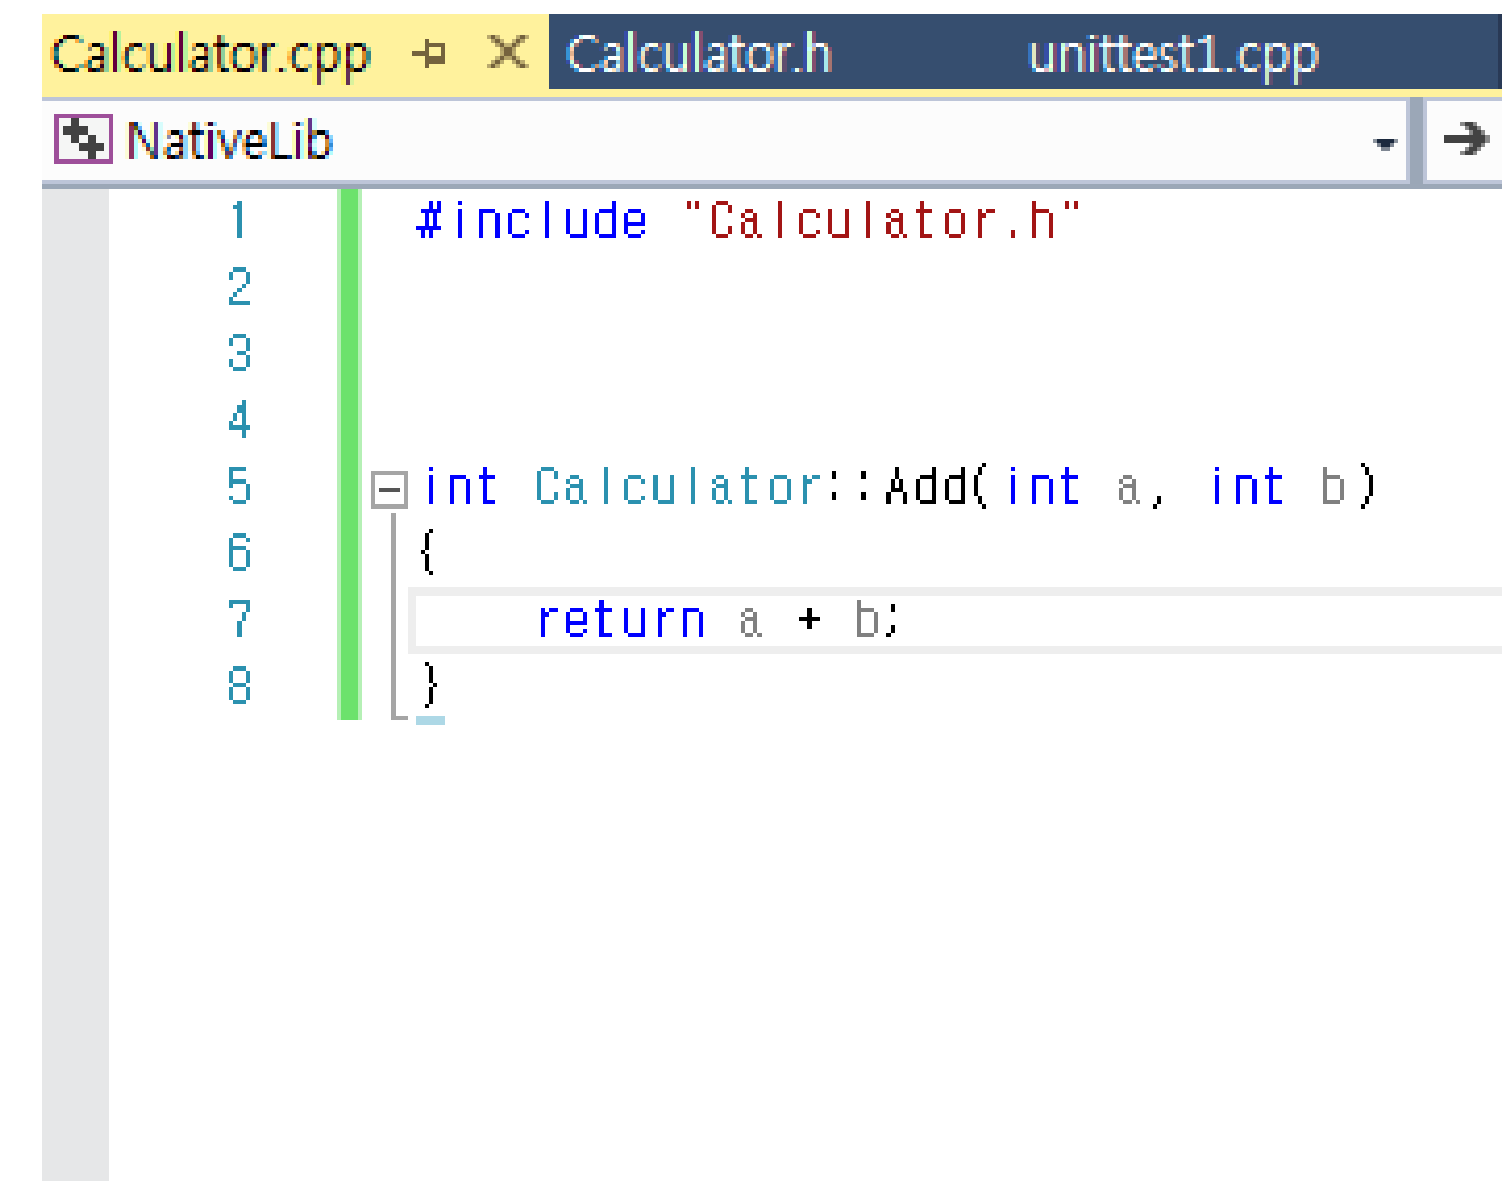 Calculator.cpp Calculator.h unittest1.cpp
NativeLib
1 #include "Calculator.h"
2
3
4
5 int Calculator::Add(int a, int b)
6 {
7 return a + b;
8 }